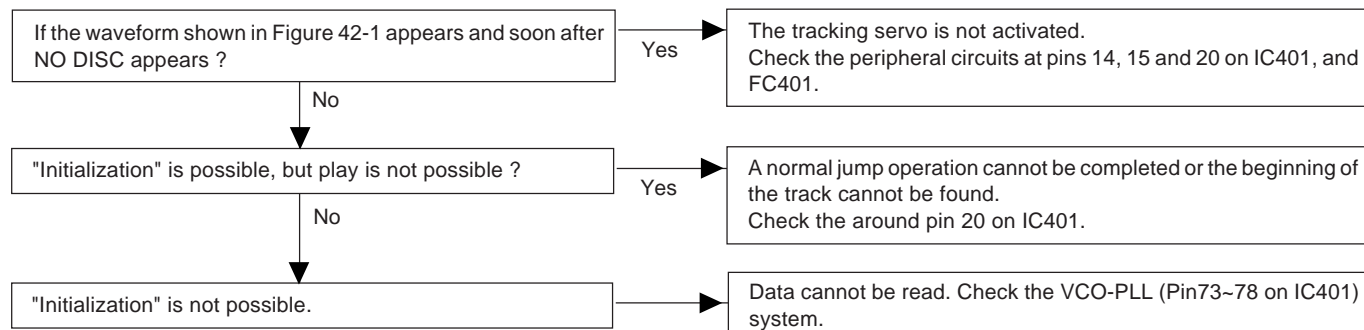 If the waveform shown in Figure 42-1 appears and soon after
NO DISC appears ?
Yes
The tracking servo is not activated.
Check the peripheral circuits at pins 14, 15 and 20 on IC401, and
FC401.
No
"Initialization" is possible, but play is not possible ?
Yes
A normal jump operation cannot be completed or the beginning of
the track cannot be found.
Check the around pin 20 on IC401.
No
"Initialization" is not possible.
Data cannot be read. Check the VCO-PLL (Pin73~78 on IC401)
system.